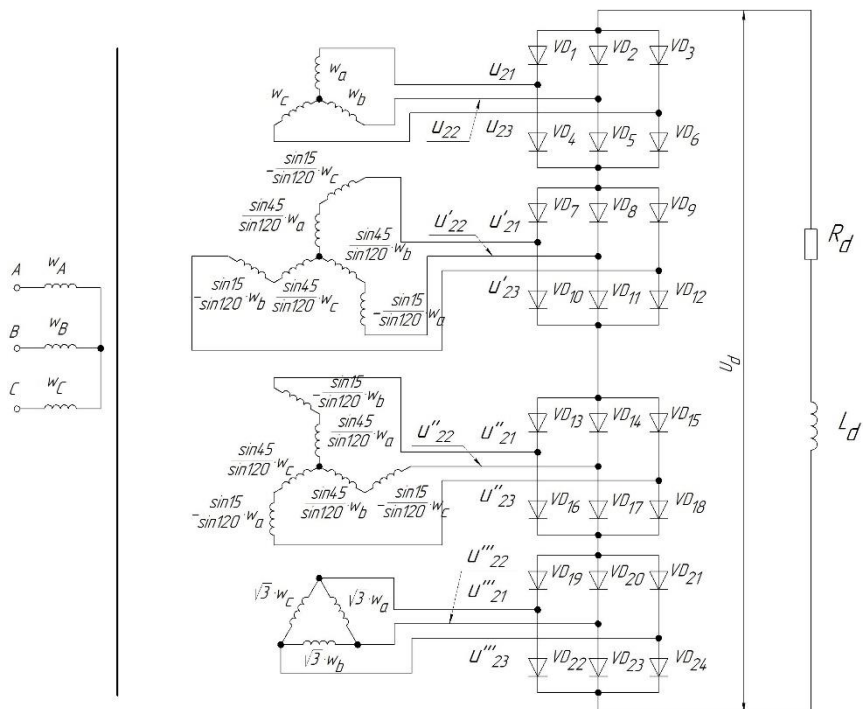 A w_A
B w_B
C w_C
w_a
w_c w_b
u_21
u_22 u_23
VD_1 VD_2 VD_3
VD_4 VD_5 VD_6
-sin15/sin120·w_c
sin45/sin120·w_a
sin45/sin120·w_b
-sin15/sin120·w_b
sin45/sin120·w_c
-sin15/sin120·w_a
u'_22 u'_21
u'_23
VD_7 VD_8 VD_9
VD_10 VD_11 VD_12
-sin15/sin120·w_b
sin45/sin120·w_a
sin45/sin120·w_c
-sin15/sin120·w_a
sin45/sin120·w_b
-sin15/sin120·w_c
u''_22 u''_21
u''_23
VD_13 VD_14 VD_15
VD_16 VD_17 VD_18
√3·w_c √3·w_a
√3·w_b
u'''_22
u'''_21
u'''_23
VD_19 VD_20 VD_21
VD_22 VD_23 VD_24
U_d
R_d
L_d